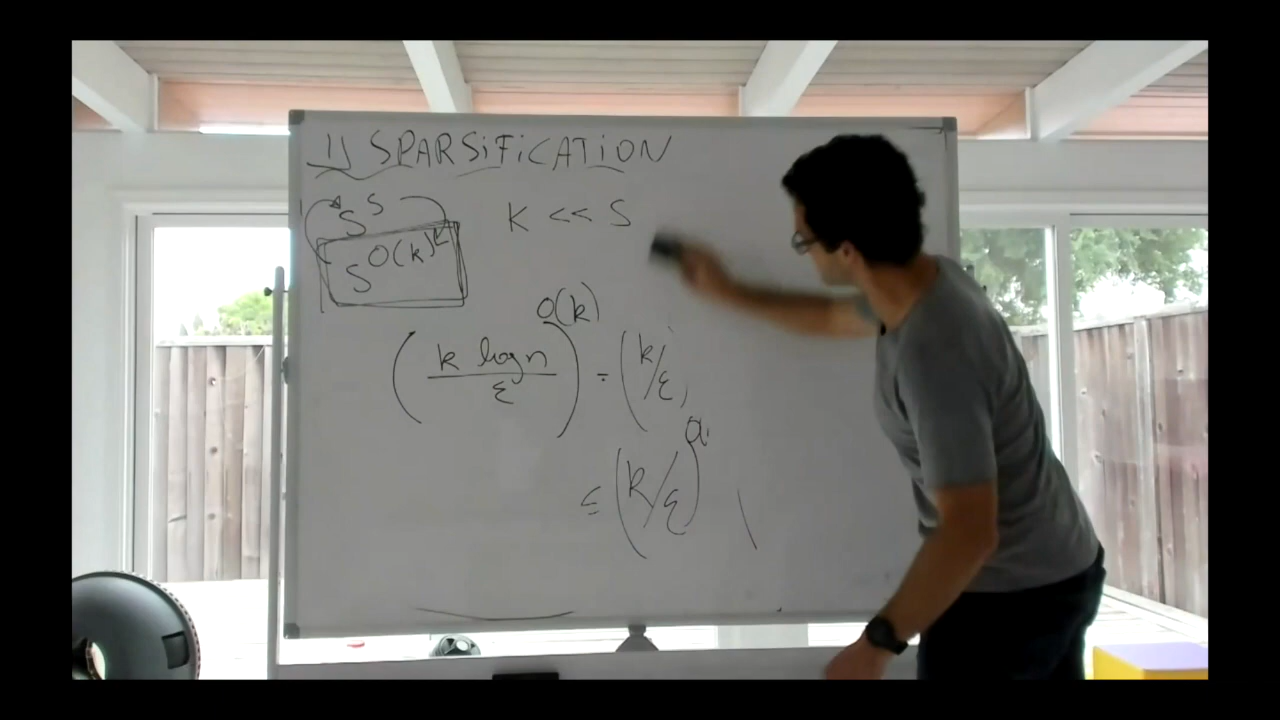 1) SPARSIFICATION
S^S
K << S
S^O(k)
(k log n / ε)^O(k) = (k/ε
≤ (k/ε)^O(